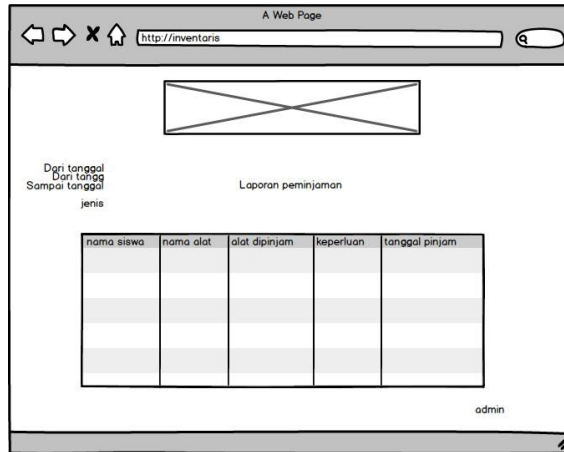 A Web Page
http://inventaris
Dari tanggal
Dari tangg
Sampai tanggal
Laporan peminjaman
jenis
nama siswa nama alat alat dipinjam keperluan tanggal pinjam
admin